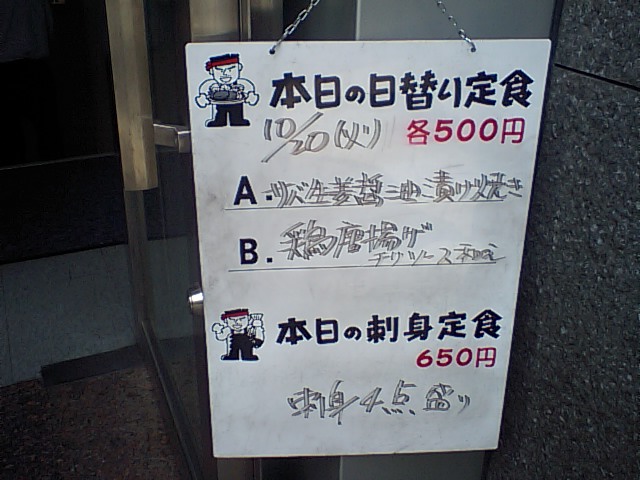 本日の日替り定食
10/20(火) 各500円
A. 生姜醤油漬け焼き
B. 鶏唐揚げ
チリソース和え
本日の刺身定食
650円
刺身4点盛り